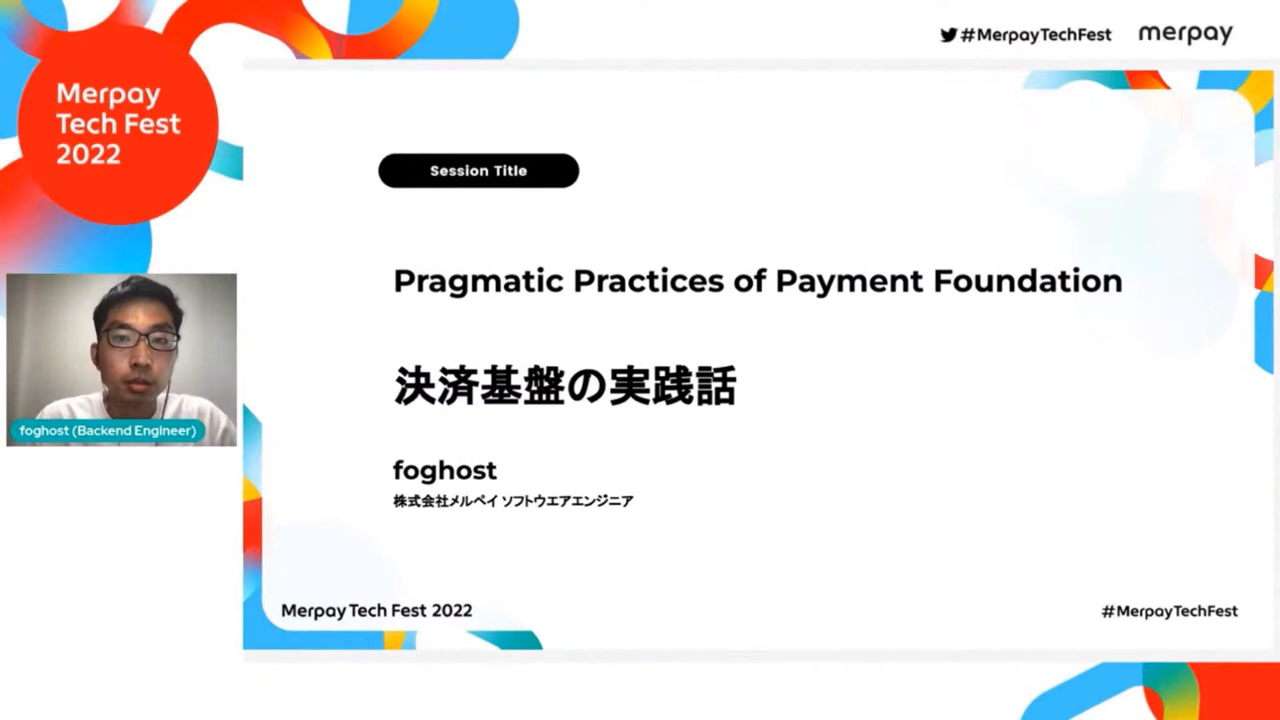 #MerpayTechFest
merpay
Merpay
Tech Fest
2022
Session Title
Pragmatic Practices of Payment Foundation
決済基盤の実践話
foghost (Backend Engineer)
foghost
株式会社メルペイ ソフトウエアエンジニア
Merpay Tech Fest 2022
#MerpayTechFest